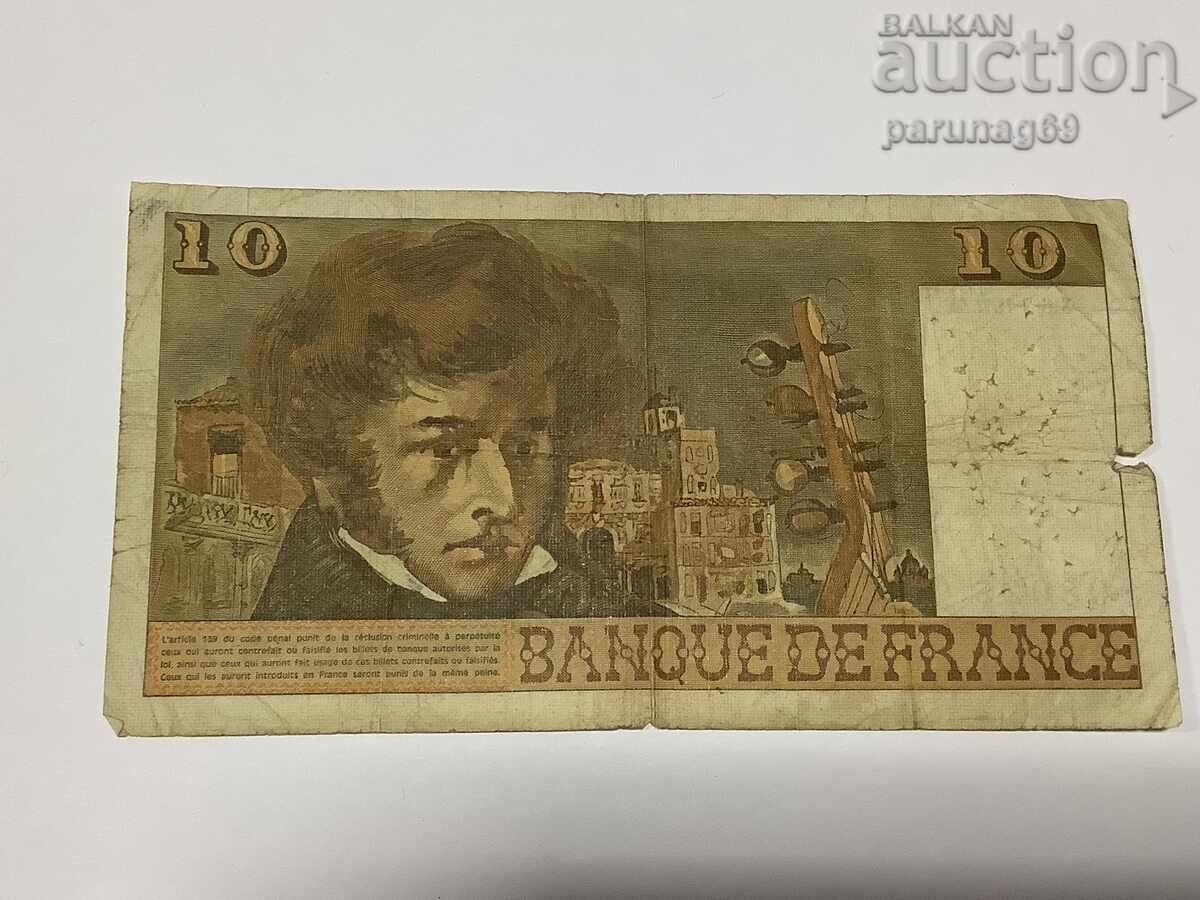 BALKAN
auction
parunag69
10
10
L'article 139 du code pénal punit de la réclusion criminelle à perpétuité
ceux qui auront contrefait ou falsifié les billets de banque autorisés par la
loi, ainsi que ceux qui auront fait usage de ces billets contrefaits ou falsifiés.
Ceux qui les auront introduits en France seront punis de la même peine.
BANQUE DE FRANCE